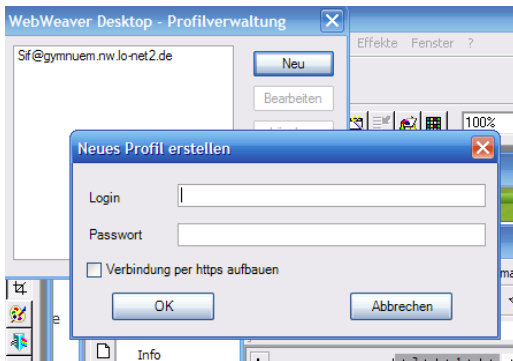 WebWeaver Desktop - Profilverwaltung
Sif@gymnuem.nw.lo-net2.de
Neu
Bearbeiten
Effekte Fenster ?
100%
Neues Profil erstellen
Login
Passwort
Verbindung per https aufbauen
OK
Abbrechen
Info